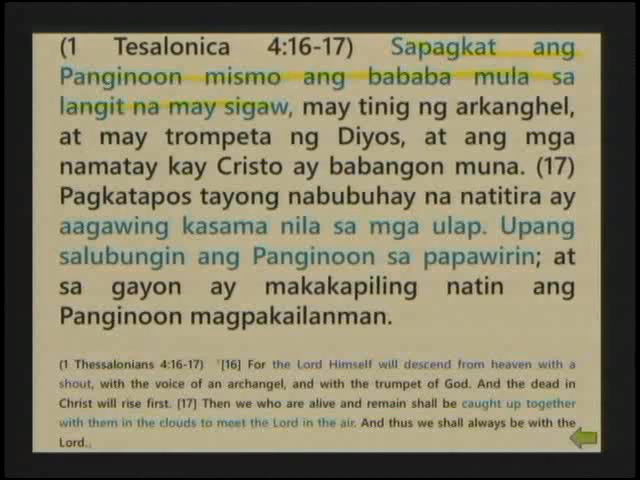 (1 Tesalonica 4:16-17) Sapagkat ang
Panginoon mismo ang bababa mula sa
langit na may sigaw, may tinig ng arkanghel,
at may trompeta ng Diyos, at ang mga
namatay kay Cristo ay babangon muna. (17)
Pagkatapos tayong nabubuhay na natitira ay
aagawing kasama nila sa mga ulap. Upang
salubungin ang Panginoon sa papawirin; at
sa gayon ay makakapiling natin ang
Panginoon magpakailanman.
(1 Thessalonians 4:16-17) [16] For the Lord Himself will descend from heaven with a
shout, with the voice of an archangel, and with the trumpet of God. And the dead in
Christ will rise first. [17] Then we who are alive and remain shall be caught up together
with them in the clouds to meet the Lord in the air. And thus we shall always be with the
Lord..